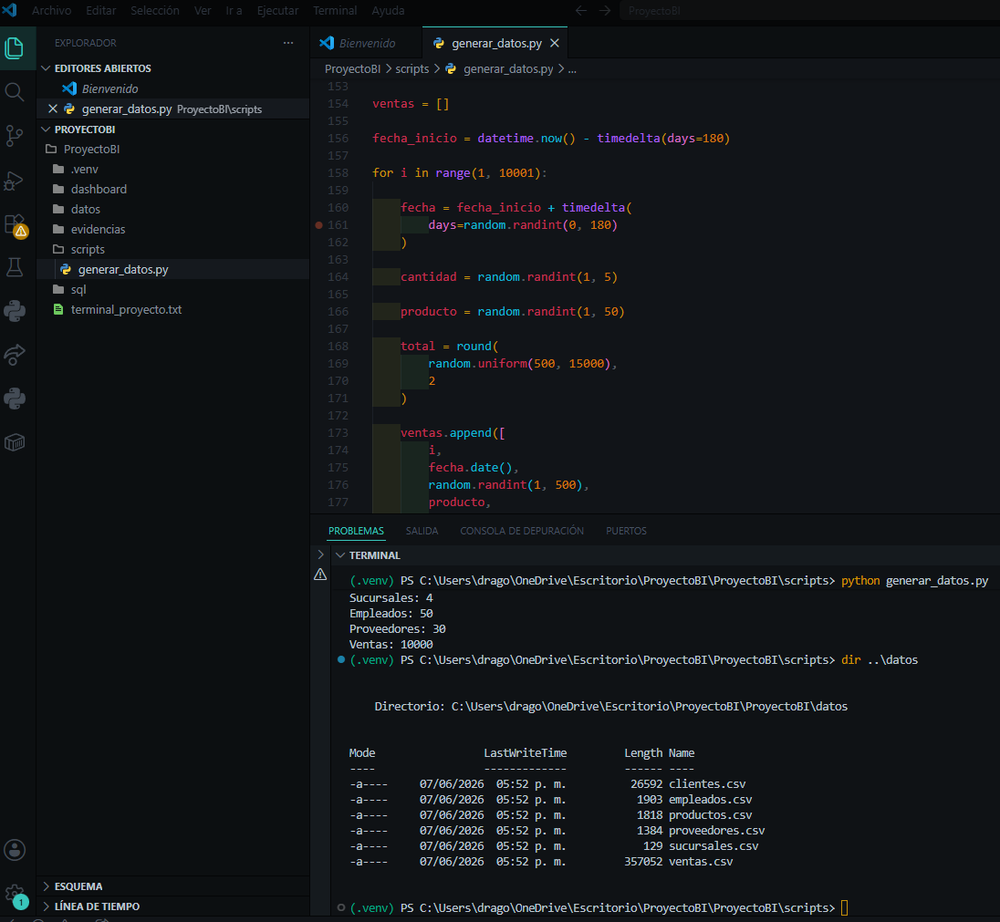 Archivo Editar Selección Ver Ir a Ejecutar Terminal Ayuda ProyectoBI
EXPLORADOR
EDITORES ABIERTOS
Bienvenido
generar_datos.py ProyectoBI\scripts
PROYECTOBI
ProyectoBI
.venv
dashboard
datos
evidencias
scripts
generar_datos.py
sql
terminal_proyecto.txt
ESQUEMA
LÍNEA DE TIEMPO
1
Bienvenido generar_datos.py
ProyectoBI > scripts > generar_datos.py > ...
153
154 ventas = []
155
156 fecha_inicio = datetime.now() - timedelta(days=180)
157
158 for i in range(1, 10001):
159
160 fecha = fecha_inicio + timedelta(
161 days=random.randint(0, 180)
162 )
163
164 cantidad = random.randint(1, 5)
165
166 producto = random.randint(1, 50)
167
168 total = round(
169 random.uniform(500, 15000),
170 2
171 )
172
173 ventas.append([
174 i,
175 fecha.date(),
176 random.randint(1, 500),
177 producto,
PROBLEMAS SALIDA CONSOLA DE DEPURACIÓN PUERTOS
TERMINAL
(.venv) PS C:\Users\drago\OneDrive\Escritorio\ProyectoBI\ProyectoBI\scripts> python generar_datos.py
Sucursales: 4
Empleados: 50
Proveedores: 30
Ventas: 10000
(.venv) PS C:\Users\drago\OneDrive\Escritorio\ProyectoBI\ProyectoBI\scripts> dir ..\datos
Directorio: C:\Users\drago\OneDrive\Escritorio\ProyectoBI\ProyectoBI\datos
Mode LastWriteTime Length Name
---- ------------- ------ ----
-a---- 07/06/2026 05:52 p. m. 26592 clientes.csv
-a---- 07/06/2026 05:52 p. m. 1903 empleados.csv
-a---- 07/06/2026 05:52 p. m. 1818 productos.csv
-a---- 07/06/2026 05:52 p. m. 1384 proveedores.csv
-a---- 07/06/2026 05:52 p. m. 129 sucursales.csv
-a---- 07/06/2026 05:52 p. m. 357052 ventas.csv
(.venv) PS C:\Users\drago\OneDrive\Escritorio\ProyectoBI\ProyectoBI\scripts>